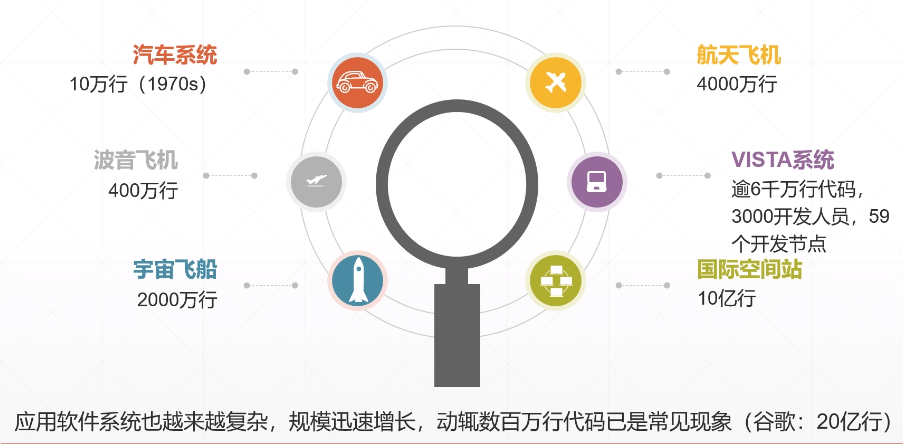 汽车系统
10万行（1970s）
波音飞机
400万行
宇宙飞船
2000万行
航天飞机
4000万行
VISTA系统
逾6千万行代码，
3000开发人员，59
个开发节点
国际空间站
10亿行
应用软件系统也越来越复杂，规模迅速增长，动辄数百万行代码已是常见现象（谷歌：20亿行）